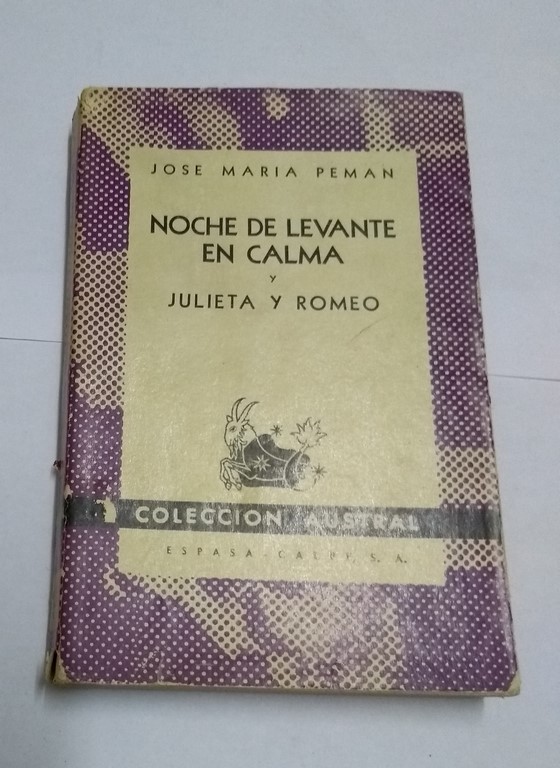 JOSE MARIA PEMAN
NOCHE DE LEVANTE
EN CALMA
Y
JULIETA Y ROMEO
COLECCION AUSTRAL
ESPASA-CALPE, S. A.